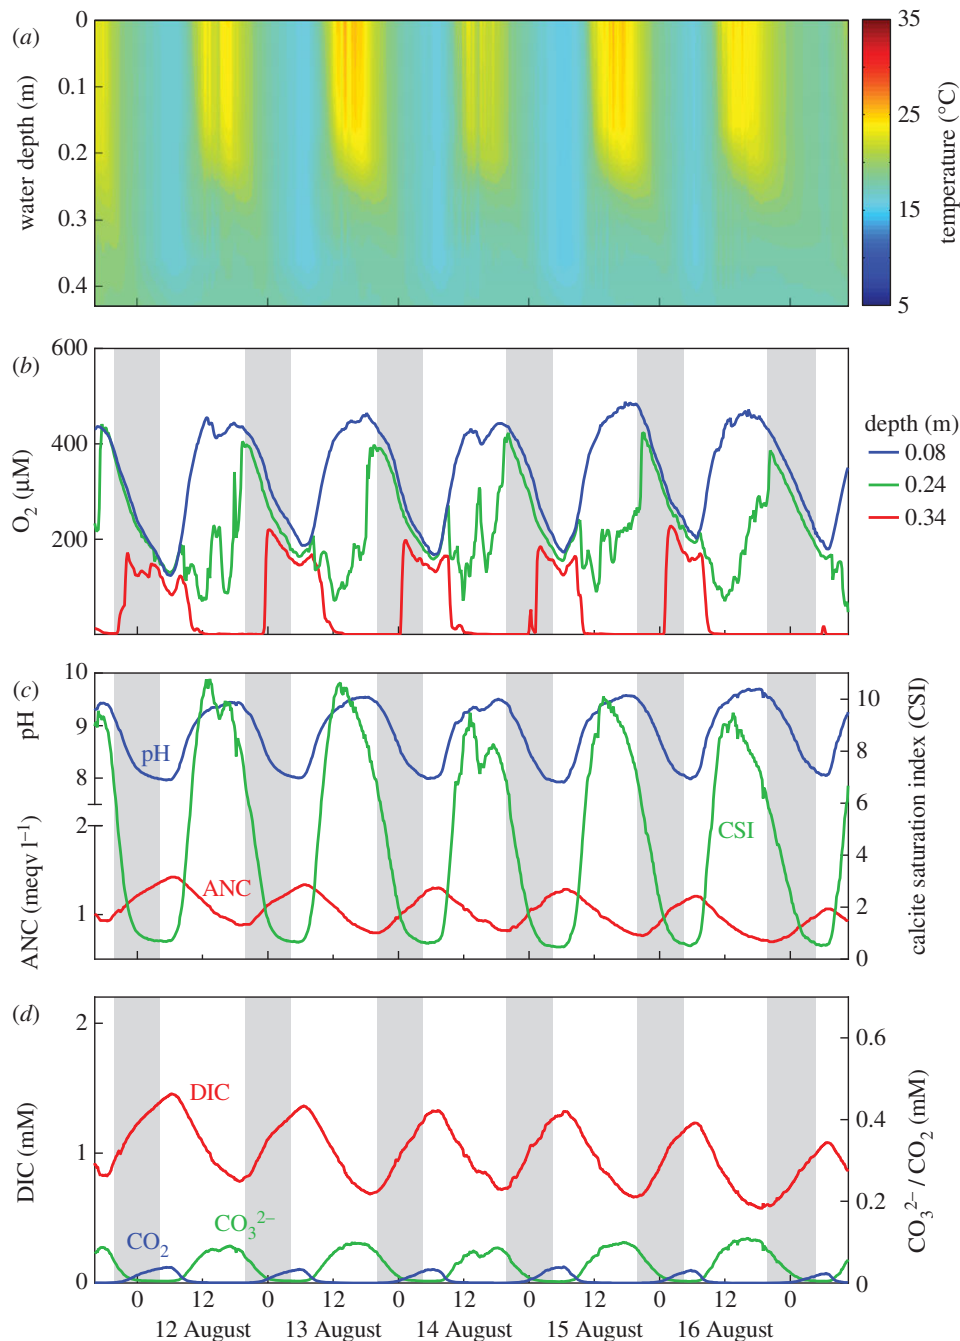 (a)
water depth (m)
0
0.1
0.2
0.3
0.4
35
25
15
5
temperature (°C)
(b)
O2 (µM)
600
400
200
depth (m)
0.08
0.24
0.34
(c)
pH
10
9
8
pH
ANC (meqv l⁻¹)
2
1
ANC
CSI
10
8
6
4
2
0
calcite saturation index (CSI)
(d)
DIC (mM)
2
1
0
DIC
CO₃²⁻
CO₂
0.6
0.4
0.2
0
CO₃²⁻ / CO₂ (mM)
0 12 0 12 0 12 0 12 0 12 0
12 August 13 August 14 August 15 August 16 August